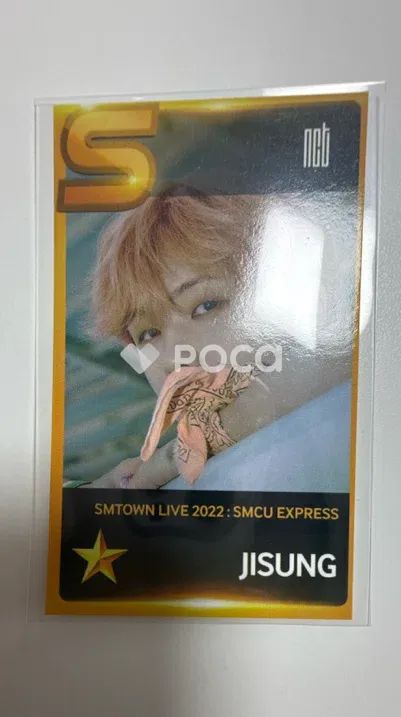 S
nct
POCA
SMTOWN LIVE 2022 : SMCU EXPRESS
JISUNG